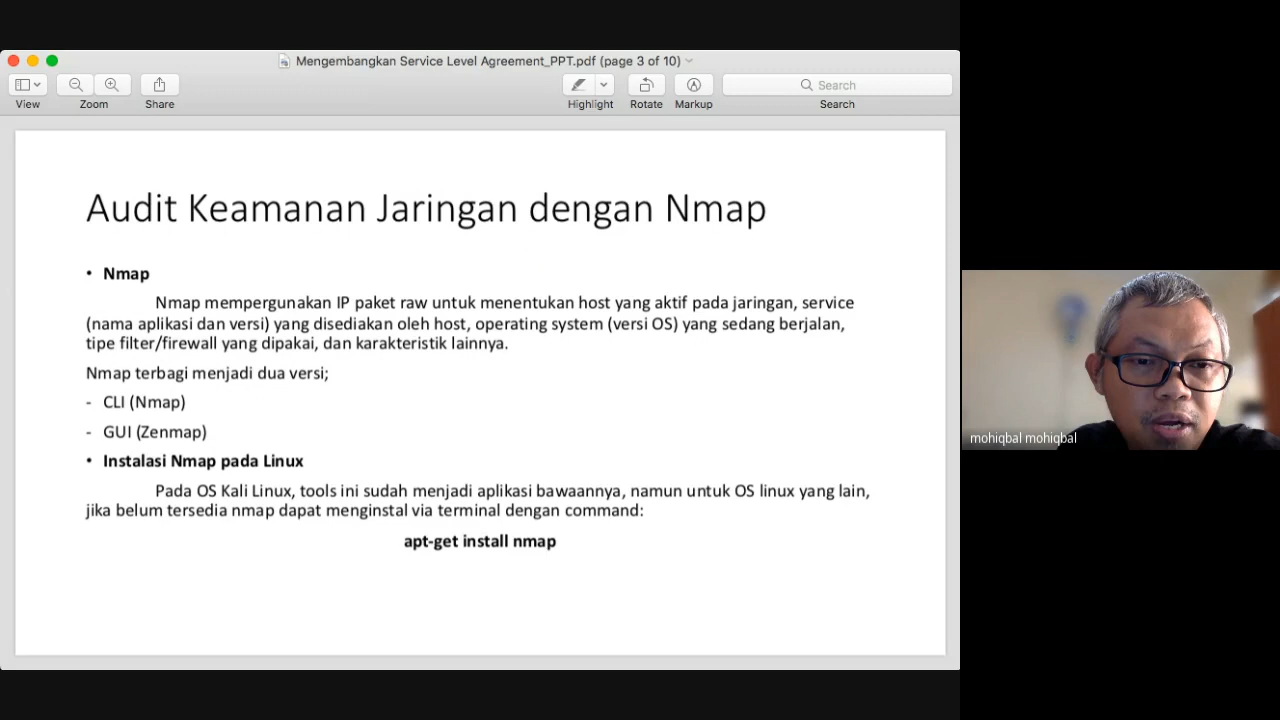 Mengembangkan Service Level Agreement_PPT.pdf (page 3 of 10)
View
Zoom
Share
Highlight
Rotate
Markup
Search
Search
Audit Keamanan Jaringan dengan Nmap
• Nmap
Nmap mempergunakan IP paket raw untuk menentukan host yang aktif pada jaringan, service
(nama aplikasi dan versi) yang disediakan oleh host, operating system (versi OS) yang sedang berjalan,
tipe filter/firewall yang dipakai, dan karakteristik lainnya.
Nmap terbagi menjadi dua versi;
- CLI (Nmap)
- GUI (Zenmap)
• Instalasi Nmap pada Linux
Pada OS Kali Linux, tools ini sudah menjadi aplikasi bawaannya, namun untuk OS linux yang lain,
jika belum tersedia nmap dapat menginstal via terminal dengan command:
apt-get install nmap
mohiqbal mohiqbal